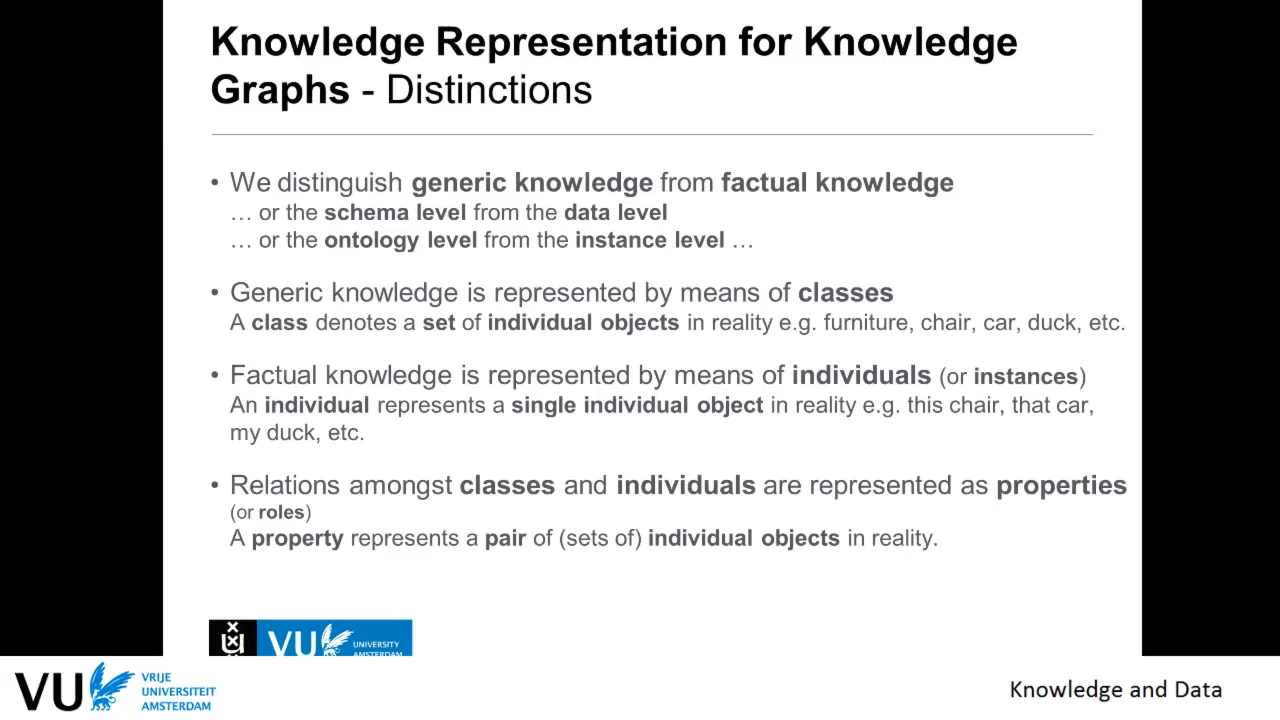 Knowledge Representation for Knowledge
Graphs - Distinctions
• We distinguish generic knowledge from factual knowledge
… or the schema level from the data level
… or the ontology level from the instance level …
• Generic knowledge is represented by means of classes
A class denotes a set of individual objects in reality e.g. furniture, chair, car, duck, etc.
• Factual knowledge is represented by means of individuals (or instances)
An individual represents a single individual object in reality e.g. this chair, that car,
my duck, etc.
• Relations amongst classes and individuals are represented as properties
(or roles)
A property represents a pair of (sets of) individual objects in reality.
VU UNIVERSITY
AMSTERDAM
VU VRIJE
UNIVERSITEIT
AMSTERDAM
Knowledge and Data